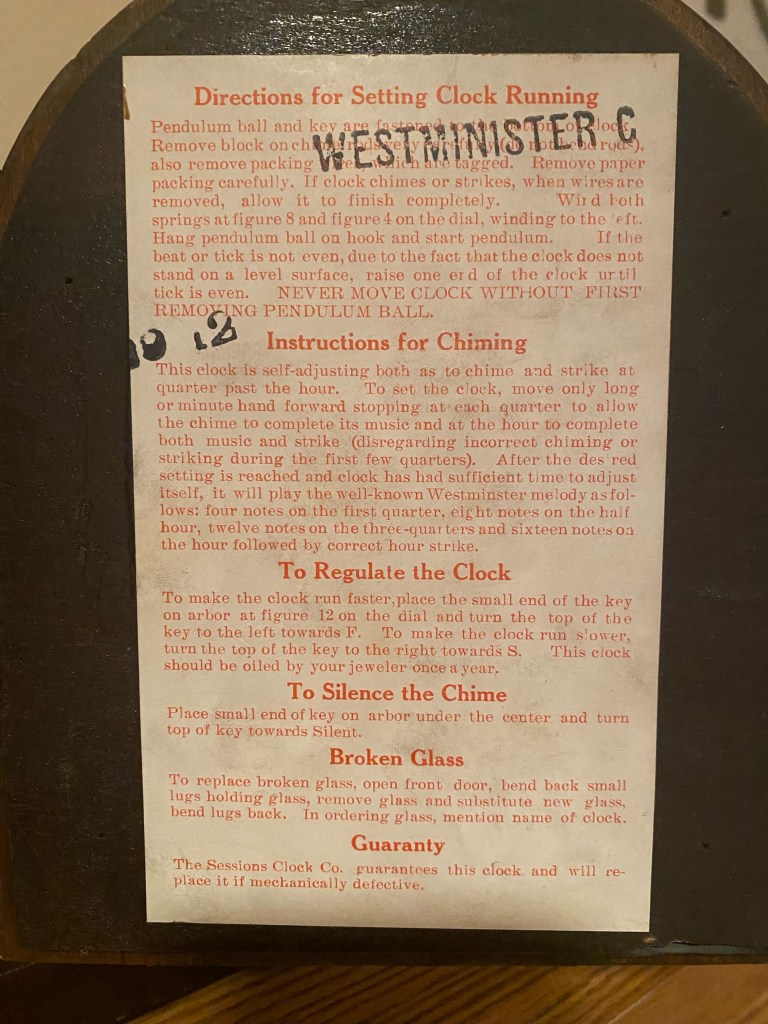 Directions for Setting Clock Running
Pendulum ball and key are fastened to the bottom of clock.
WESTMINISTER C
Remove block on chime rods very carefully (do not bend rods),
also remove packing which are tagged. Remove paper
packing carefully. If clock chimes or strikes, when wires are
removed, allow it to finish completely. Wind both
springs at figure 8 and figure 4 on the dial, winding to the left.
Hang pendulum ball on hook and start pendulum. If the
beat or tick is not even, due to the fact that the clock does not
stand on a level surface, raise one end of the clock until
tick is even. NEVER MOVE CLOCK WITHOUT FIRST
REMOVING PENDULUM BALL.
12
Instructions for Chiming
This clock is self-adjusting both as to chime and strike at
quarter past the hour. To set the clock, move only long
or minute hand forward stopping at each quarter to allow
the chime to complete its music and at the hour to complete
both music and strike (disregarding incorrect chiming or
striking during the first few quarters). After the desired
setting is reached and clock has had sufficient time to adjust
itself, it will play the well-known Westminster melody as fol-
lows: four notes on the first quarter, eight notes on the half
hour, twelve notes on the three-quarters and sixteen notes on
the hour followed by correct hour strike.
To Regulate the Clock
To make the clock run faster, place the small end of the key
on arbor at figure 12 on the dial and turn the top of the
key to the left towards F. To make the clock run slower,
turn the top of the key to the right towards S. This clock
should be oiled by your jeweler once a year.
To Silence the Chime
Place small end of key on arbor under the center and turn
top of key towards Silent.
Broken Glass
To replace broken glass, open front door, bend back small
lugs holding glass, remove glass and substitute new glass,
bend lugs back. In ordering glass, mention name of clock.
Guaranty
The Sessions Clock Co. guarantees this clock and will re-
place it if mechanically defective.